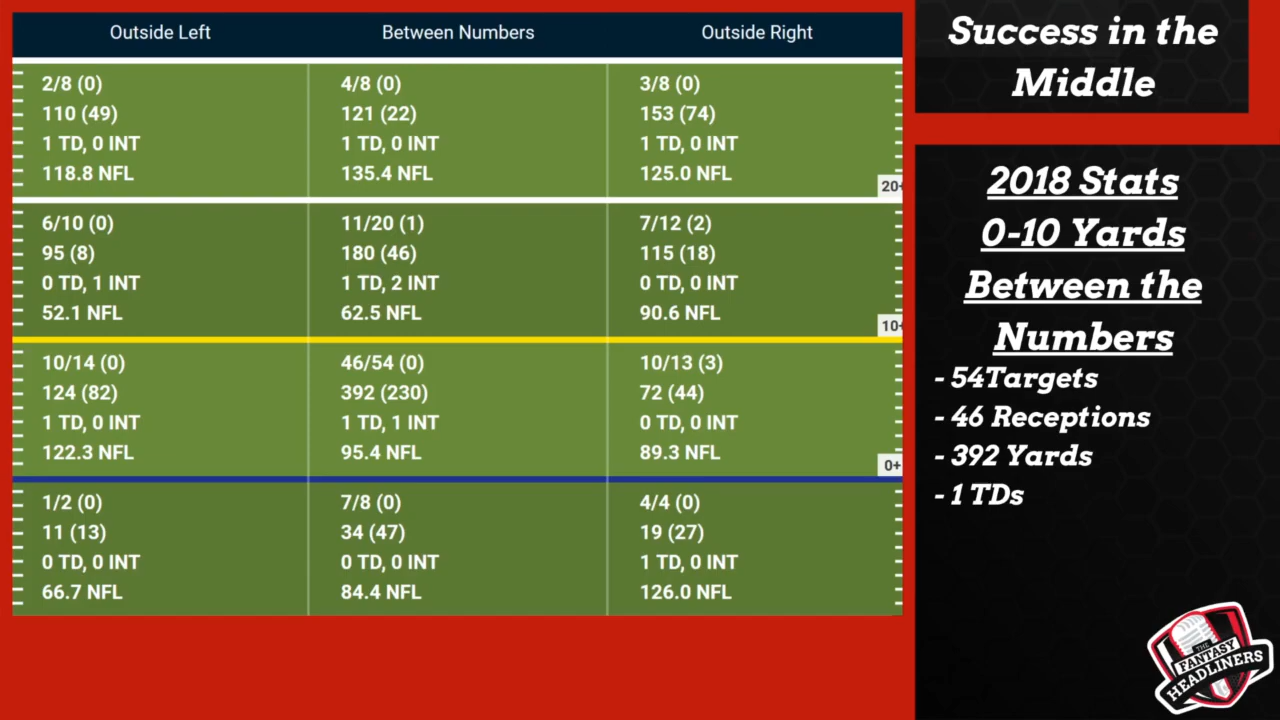 Outside Left
Between Numbers
Outside Right
2/8 (0)
110 (49)
1 TD, 0 INT
118.8 NFL
4/8 (0)
121 (22)
1 TD, 0 INT
135.4 NFL
3/8 (0)
153 (74)
1 TD, 0 INT
125.0 NFL
20+
6/10 (0)
95 (8)
0 TD, 1 INT
52.1 NFL
11/20 (1)
180 (46)
1 TD, 2 INT
62.5 NFL
7/12 (2)
115 (18)
0 TD, 0 INT
90.6 NFL
10+
10/14 (0)
124 (82)
1 TD, 0 INT
122.3 NFL
46/54 (0)
392 (230)
1 TD, 1 INT
95.4 NFL
10/13 (3)
72 (44)
0 TD, 0 INT
89.3 NFL
0+
1/2 (0)
11 (13)
0 TD, 0 INT
66.7 NFL
7/8 (0)
34 (47)
0 TD, 0 INT
84.4 NFL
4/4 (0)
19 (27)
1 TD, 0 INT
126.0 NFL
Success in the
Middle
2018 Stats
0-10 Yards
Between the
Numbers
- 54Targets
- 46 Receptions
- 392 Yards
- 1 TDs
THE
FANTASY
HEADLINERS